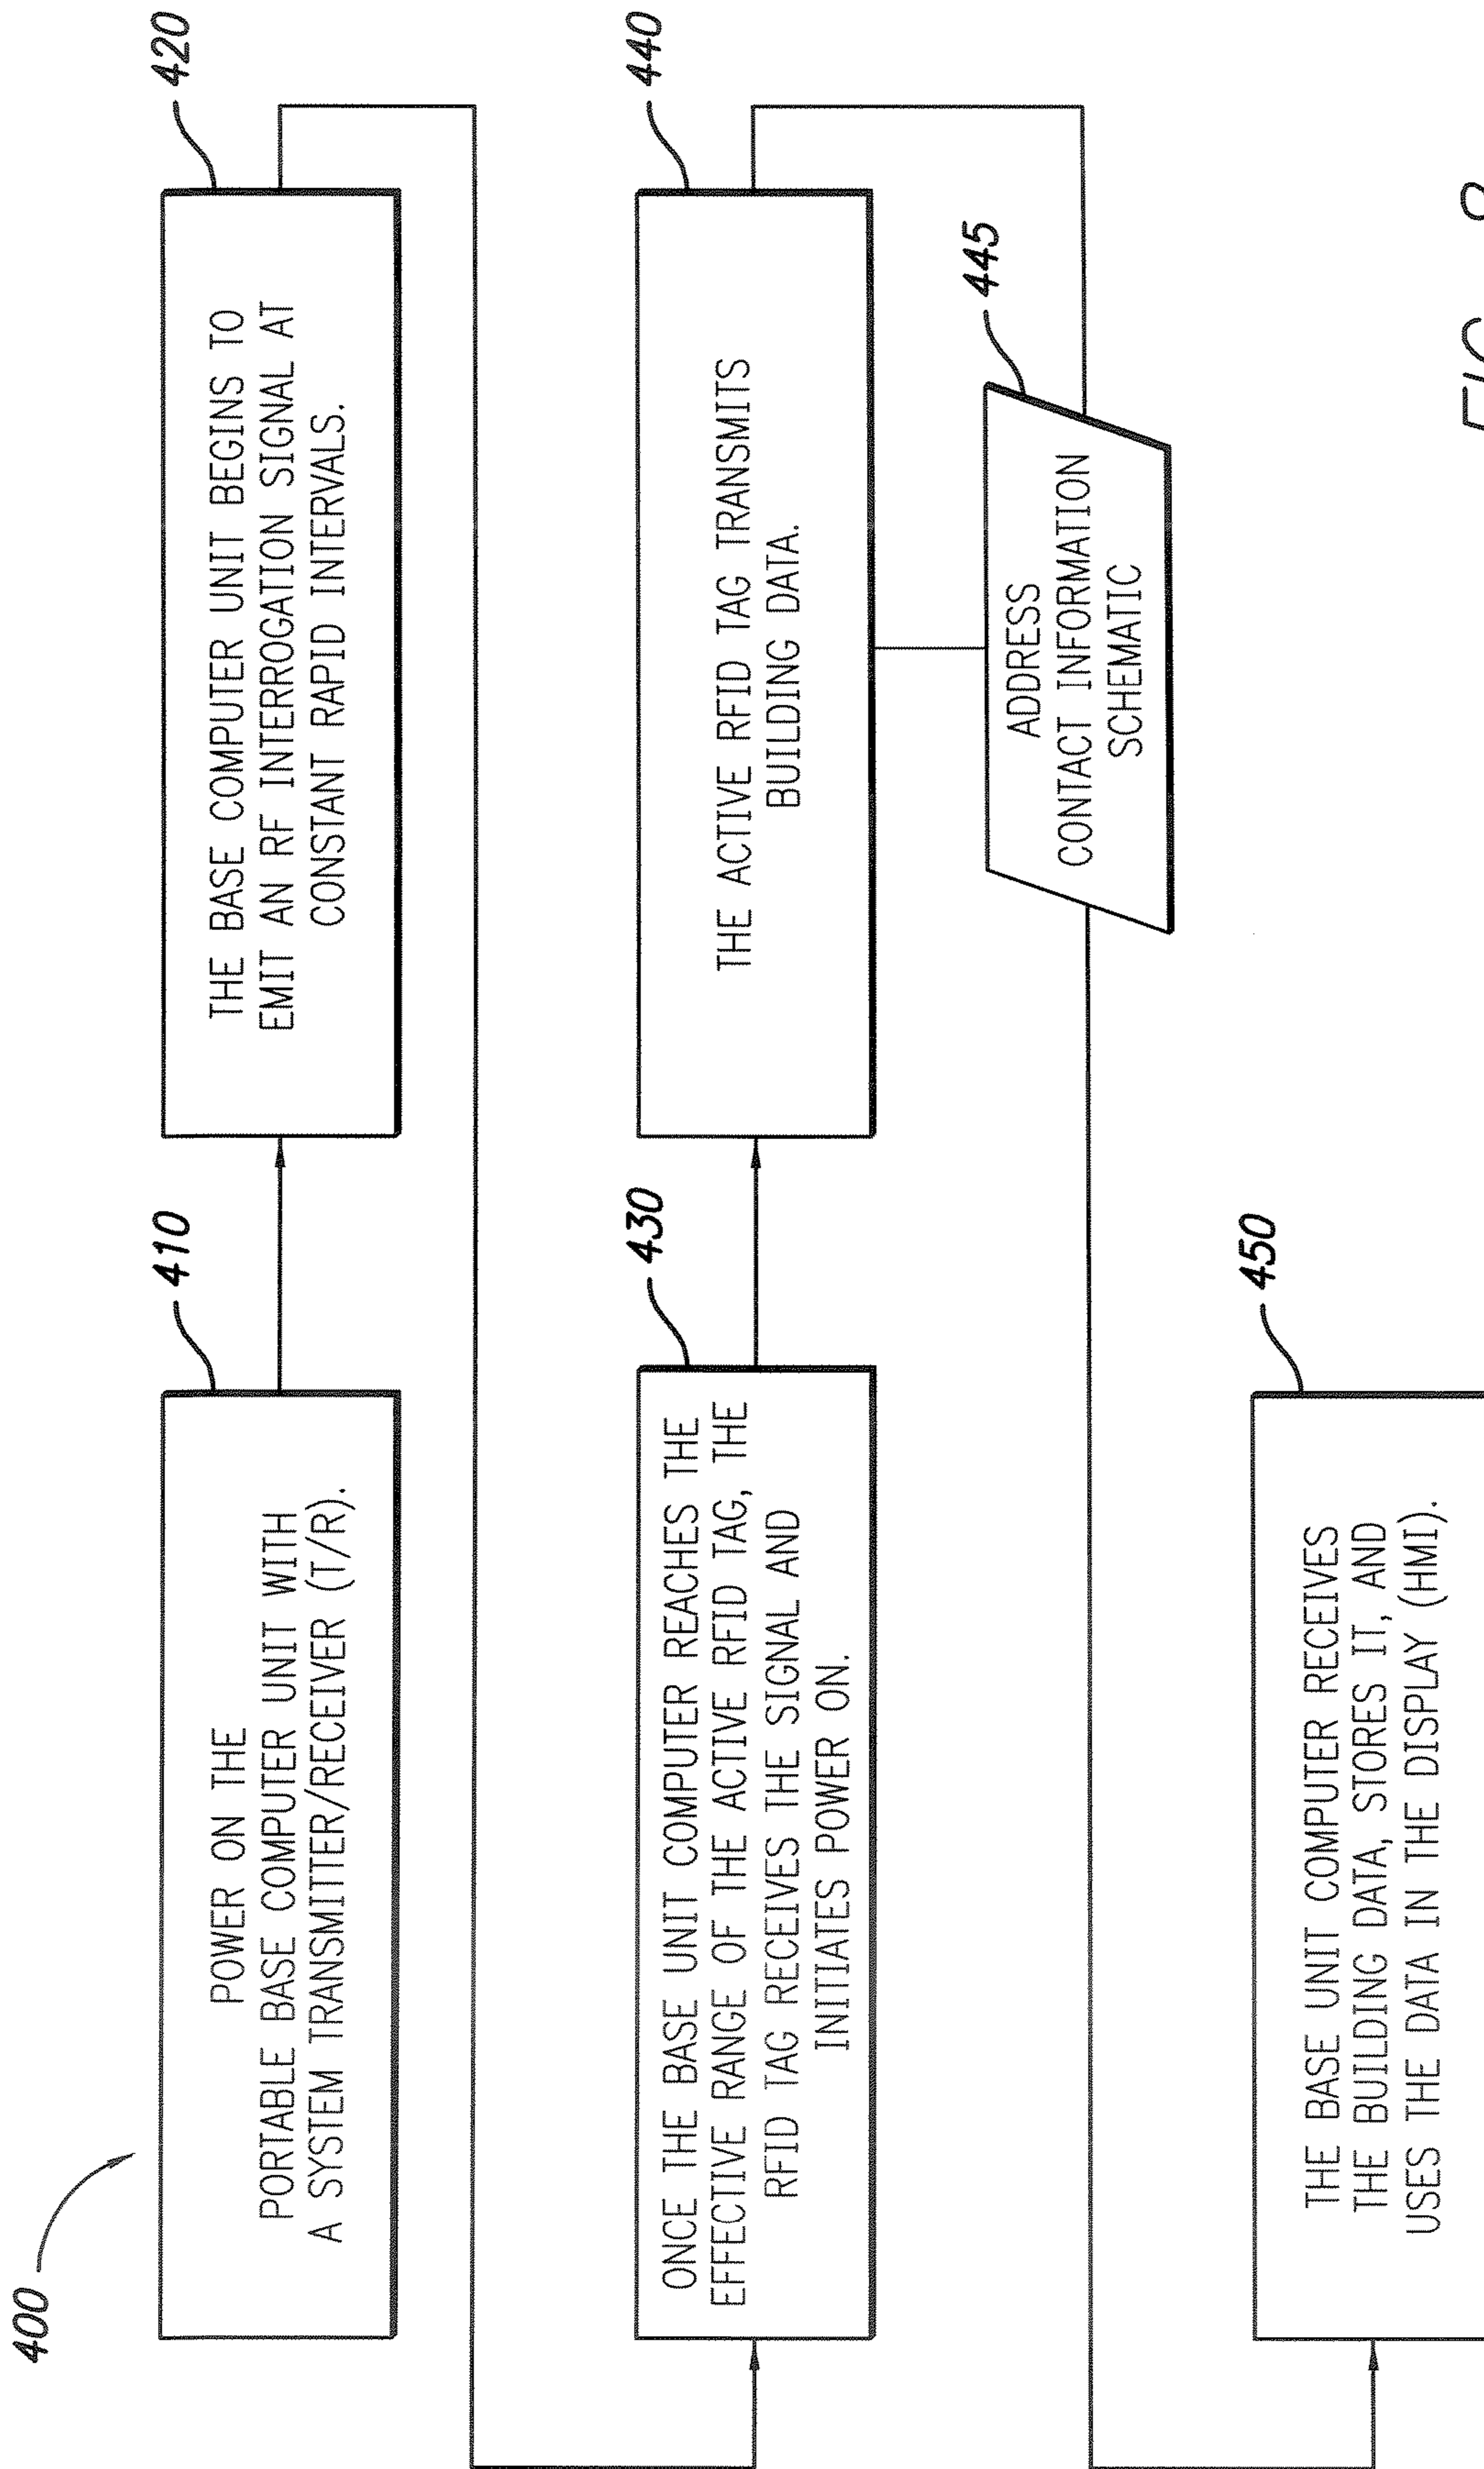 400
410
POWER ON THE
PORTABLE BASE COMPUTER UNIT WITH
A SYSTEM TRANSMITTER/RECEIVER (T/R).
420
THE BASE COMPUTER UNIT BEGINS TO
EMIT AN RF INTERROGATION SIGNAL AT
CONSTANT RAPID INTERVALS.
430
ONCE THE BASE UNIT COMPUTER REACHES THE
EFFECTIVE RANGE OF THE ACTIVE RFID TAG, THE
RFID TAG RECEIVES THE SIGNAL AND
INITIATES POWER ON.
440
THE ACTIVE RFID TAG TRANSMITS
BUILDING DATA.
445
ADDRESS
CONTACT INFORMATION
SCHEMATIC
450
THE BASE UNIT COMPUTER RECEIVES
THE BUILDING DATA, STORES IT, AND
USES THE DATA IN THE DISPLAY (HMI).